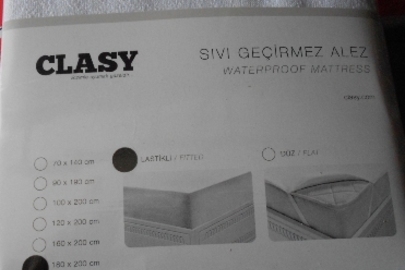 CLASY
SIVI GEÇİRMEZ ALEZ
WATERPROOF MATTRESS
70 x 140 cm
LASTİKLİ / FITTED
DÜZ / FLAT
90 x 190 cm
100 x 200 cm
120 x 200 cm
160 x 200 cm
180 x 200 cm